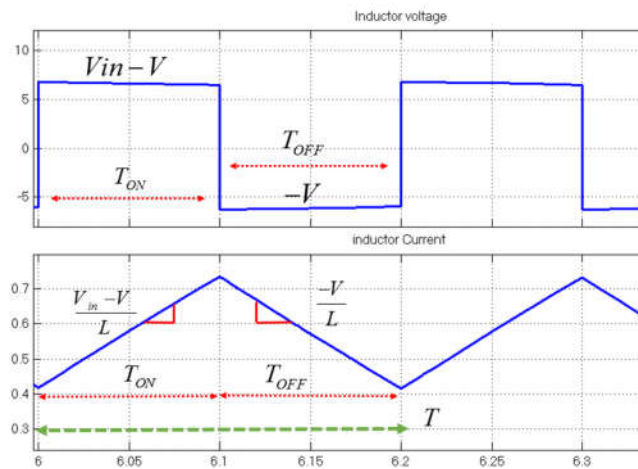 Inductor voltage
10
5
0
-5
Vin - V
T_OFF
T_ON
-V
inductor Current
0.7
0.6
0.5
0.4
0.3
V_in - V
L
-V
L
T_ON
T_OFF
T
6
6.05
6.1
6.15
6.2
6.25
6.3